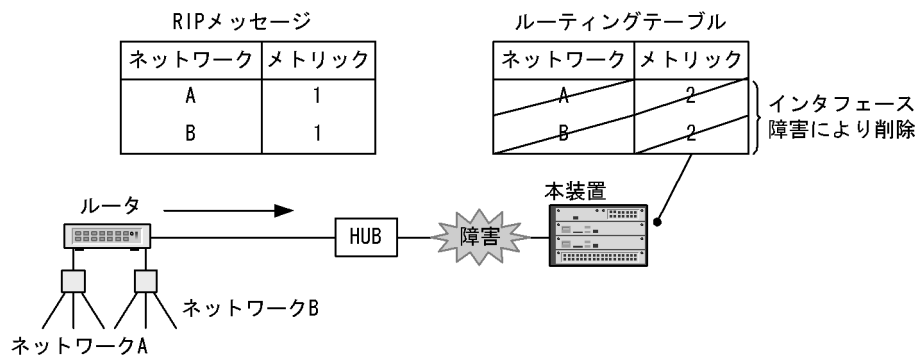 RIPメッセージ
ネットワーク メトリック
A 1
B 1
ルーティングテーブル
ネットワーク メトリック
A 2
B 2
インタフェース
障害により削除
本装置
ルータ
HUB
障害
ネットワークB
ネットワークA